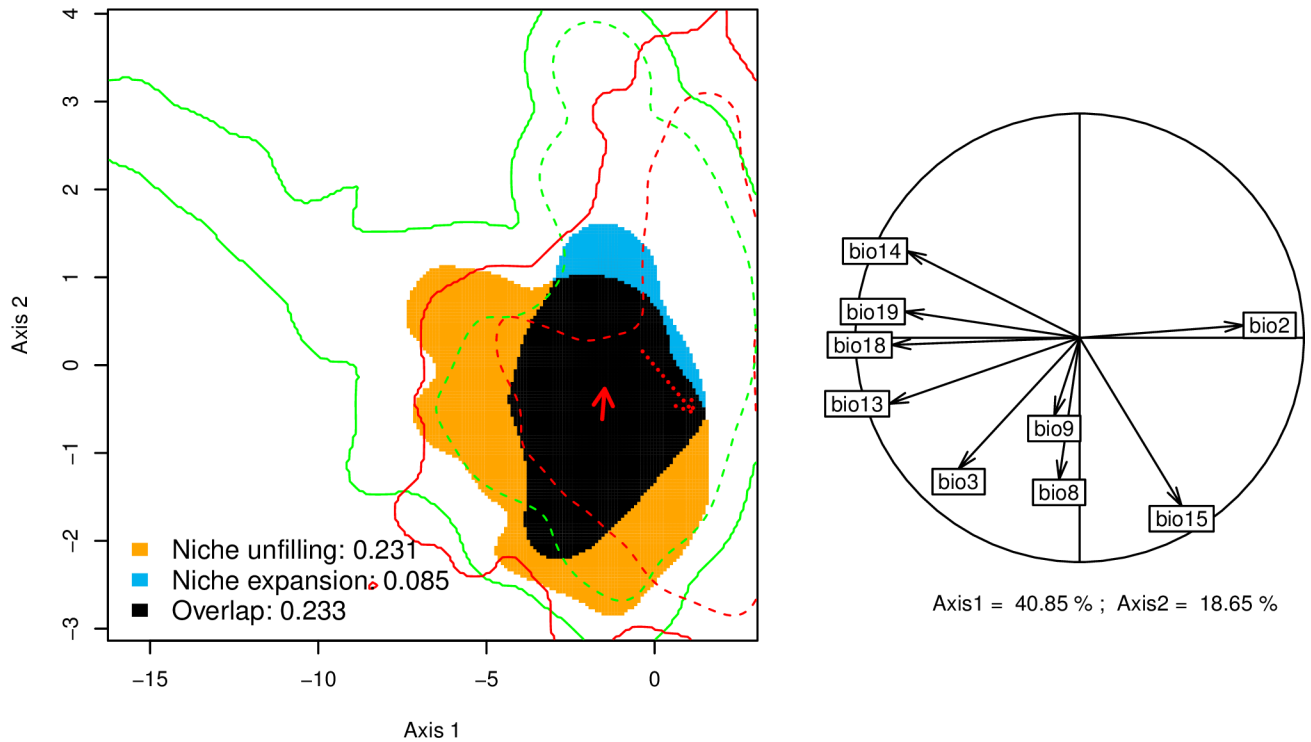 4
3
2
1
0
−1
−2
−3
Axis 2
Niche unfilling: 0.231
Niche expansion: 0.085
Overlap: 0.233
−15
−10
−5
0
Axis 1
bio14
bio19
bio2
bio18
bio13
bio9
bio3
bio8
bio15
Axis1 = 40.85 % ; Axis2 = 18.65 %